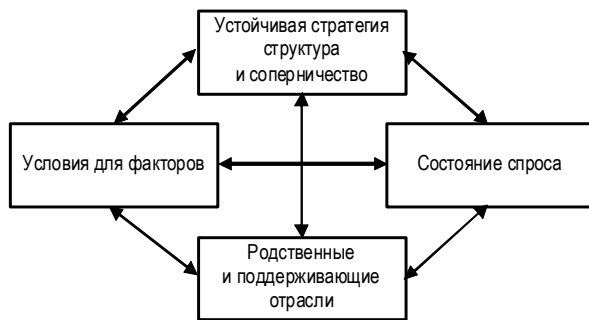 Устойчивая стратегия
структура
и соперничество
Условия для факторов
Состояние спроса
Родственные
и поддерживающие
отрасли